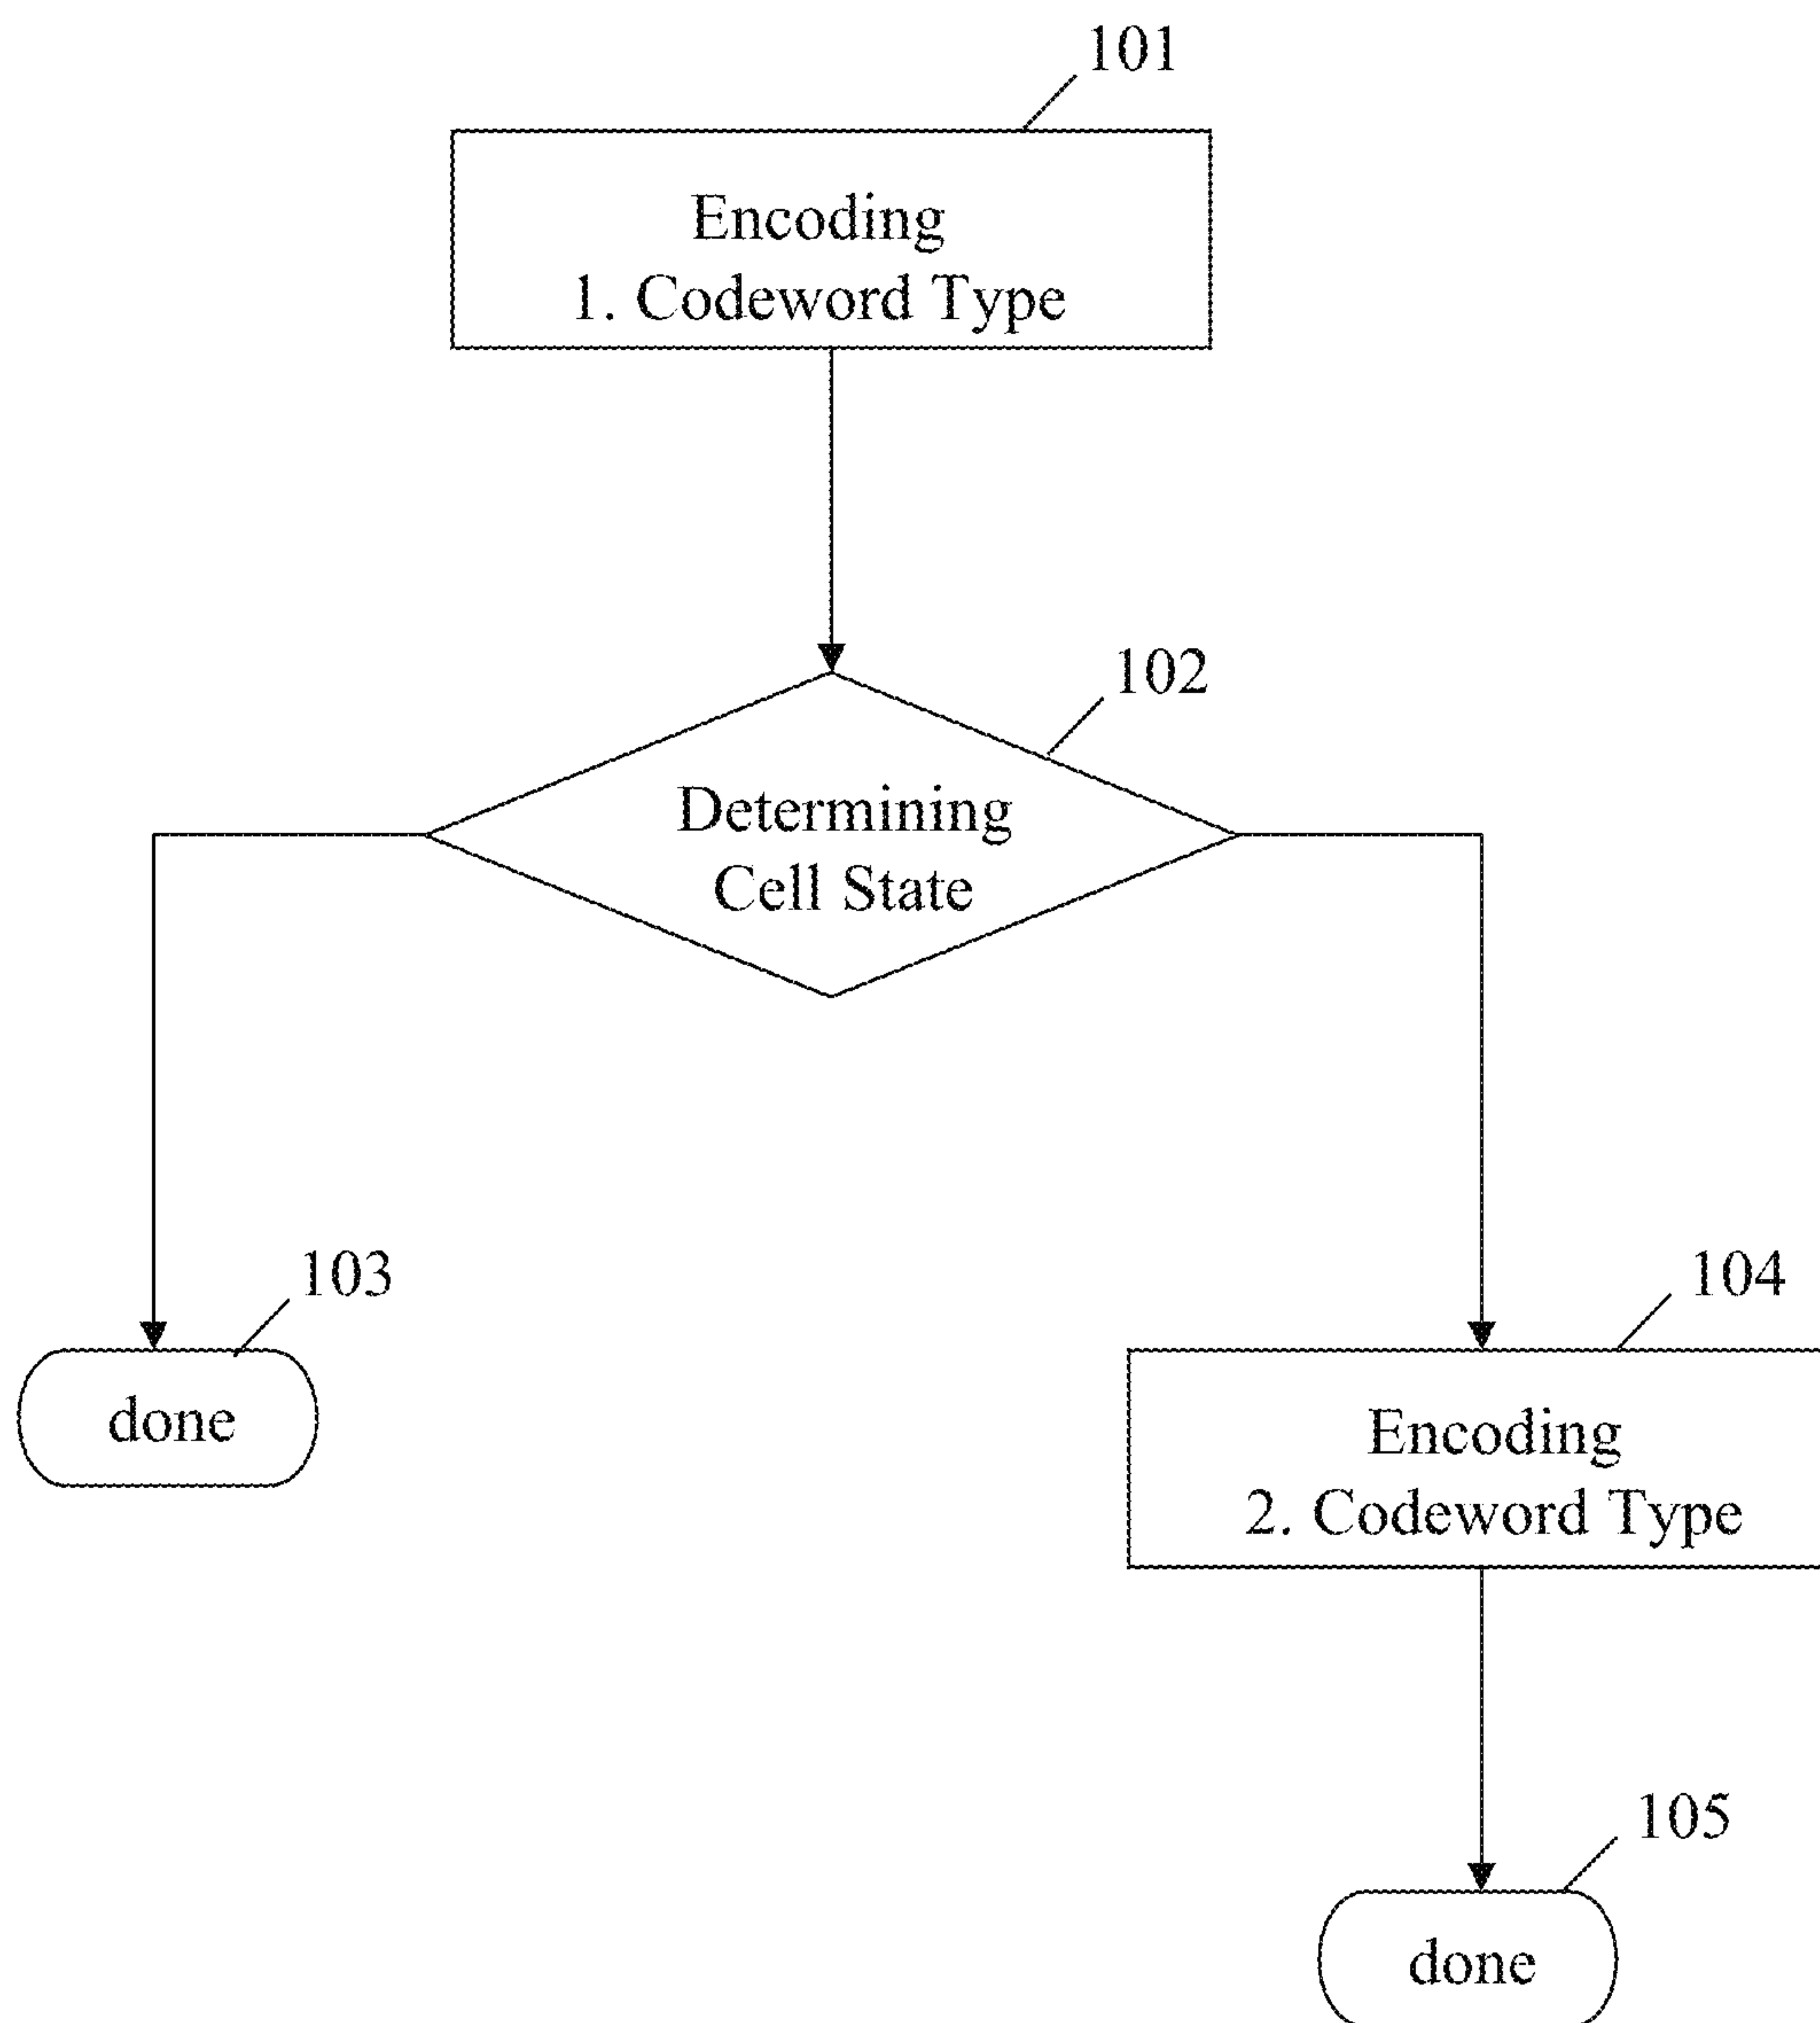 101
Encoding
1. Codeword Type
102
Determining
Cell State
103
done
104
Encoding
2. Codeword Type
105
done